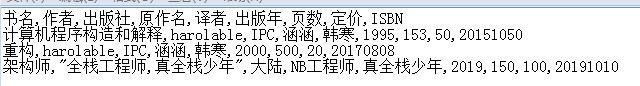 书名,作者,出版社,原作名,译者,出版年,页数,定价,ISBN
计算机程序构造和解释,harolable,IPC,涵涵,韩寒,1995,153,50,20151050
重构,harolable,IPC,涵涵,韩寒,2000,500,20,20170808
架构师,"全栈工程师,真全栈少年",大陆,NB工程师,真全栈少年,2019,150,100,20191010